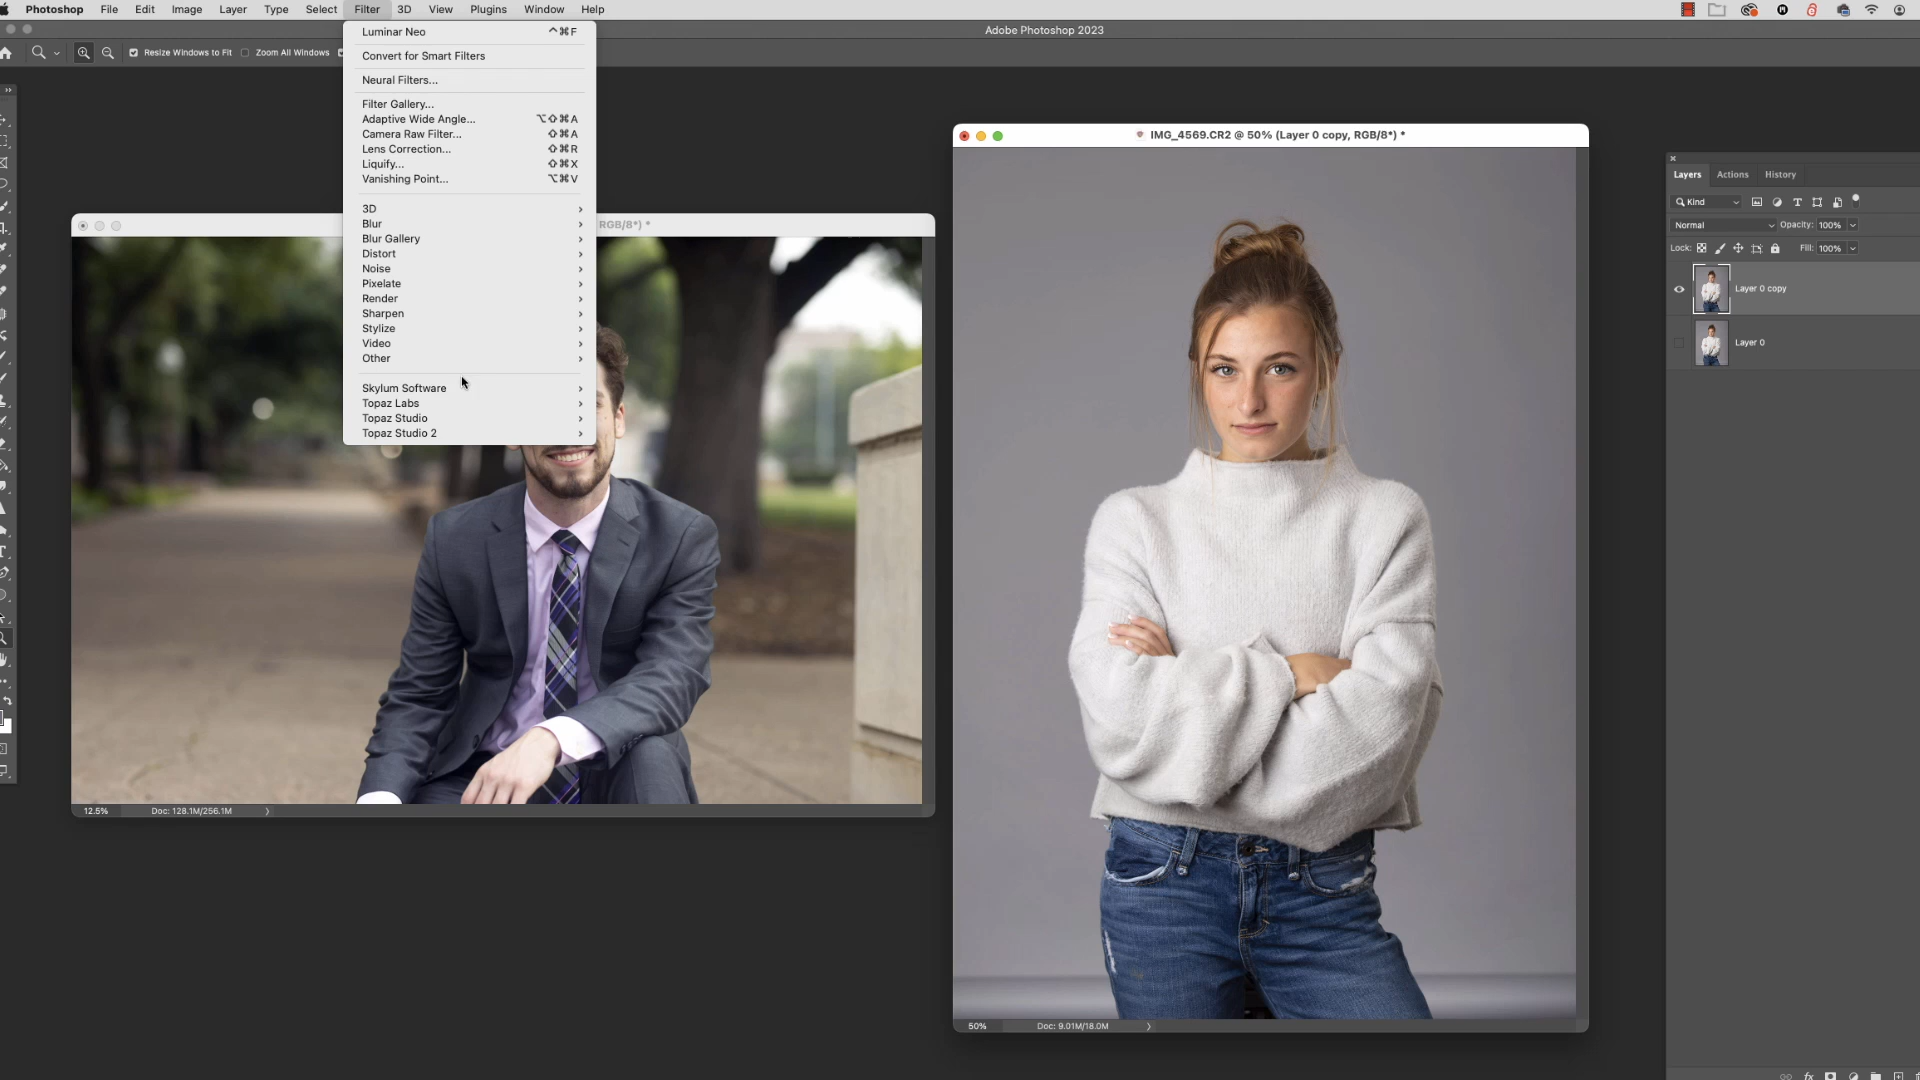 Photoshop File Edit Image Layer Type Select Filter 3D View Plugins Window Help
Adobe Photoshop 2023
Resize Windows to Fit Zoom All Windows
Luminar Neo ^⌘F
Convert for Smart Filters
Neural Filters...
Filter Gallery...
Adaptive Wide Angle... ⌥⇧⌘A
Camera Raw Filter... ⇧⌘A
Lens Correction... ⇧⌘R
Liquify... ⇧⌘X
Vanishing Point... ⌥⌘V
3D
Blur
Blur Gallery
Distort
Noise
Pixelate
Render
Sharpen
Stylize
Video
Other
Skylum Software
Topaz Labs
Topaz Studio
Topaz Studio 2
RGB/8*) *
12.5% Doc: 128.1M/256.1M
IMG_4569.CR2 @ 50% (Layer 0 copy, RGB/8*) *
50% Doc: 9.01M/18.0M
Layers Actions History
Kind
Normal Opacity: 100%
Lock: Fill: 100%
Layer 0 copy
Layer 0
fx